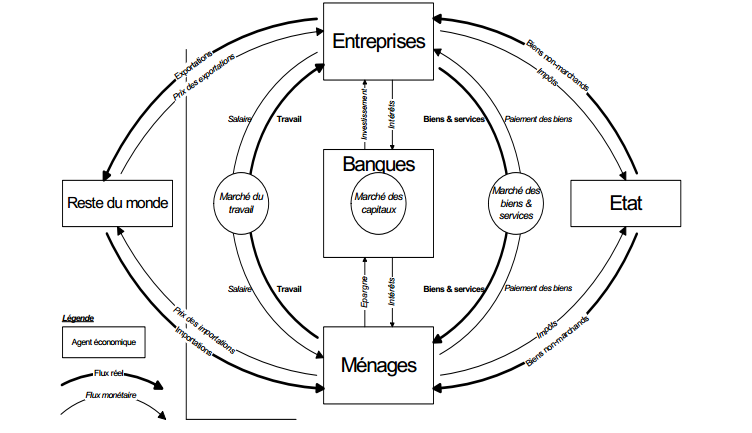 Entreprises
Exportations
Prix des exportations
Biens non-marchands
Impôts
Salaire
Travail
Investissement
Intérêts
Biens & services
Paiement des biens
Banques
Reste du monde
Marché du
travail
Marché des
capitaux
Marché des
biens &
services
Etat
Salaire
Travail
Epargne
Intérêts
Biens & services
Paiement des biens
Prix des importations
Importations
Impôts
Biens non-marchands
Ménages
Légende
Agent économique
Flux réel
Flux monétaire